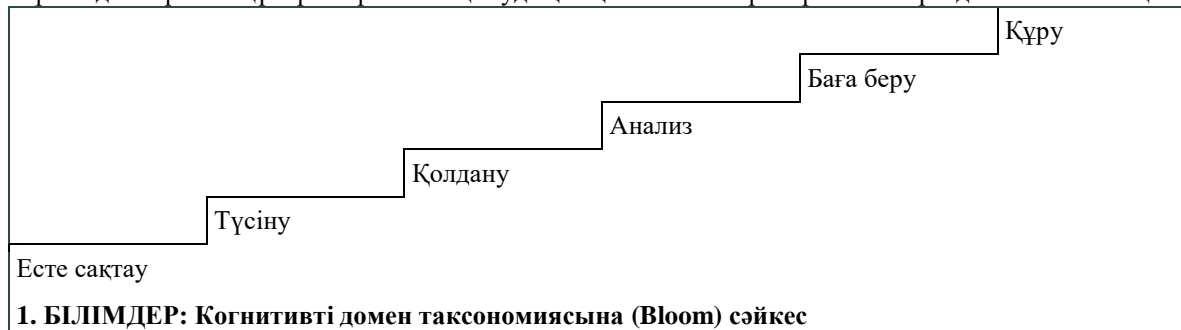 Құру
Баға беру
Анализ
Қолдану
Түсіну
Есте сақтау
1. БІЛІМДЕР: Когнитивті домен таксономиясына (Bloom) сәйкес